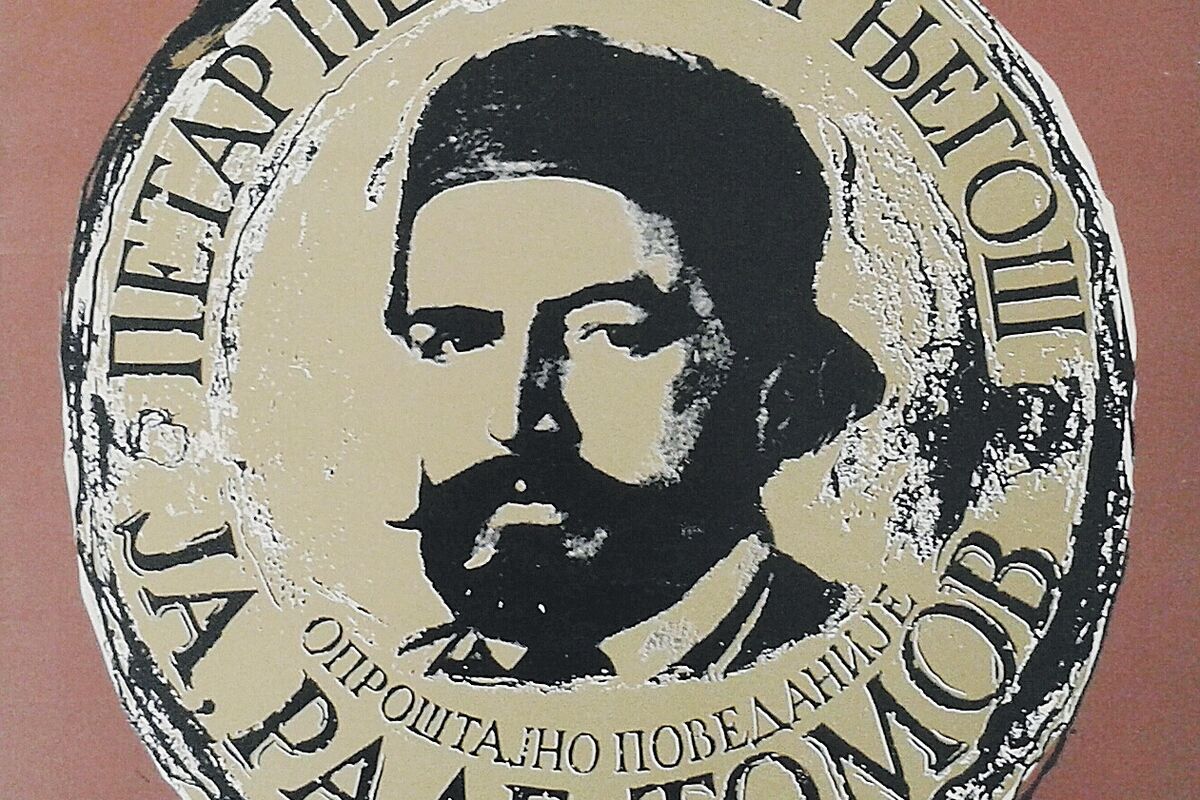 ПЕТАР ЊЕГОШ
ОПРОШТАЈНО ПОВЕДАНИЈЕ
ЈА, РАДЕ ТОМОВ